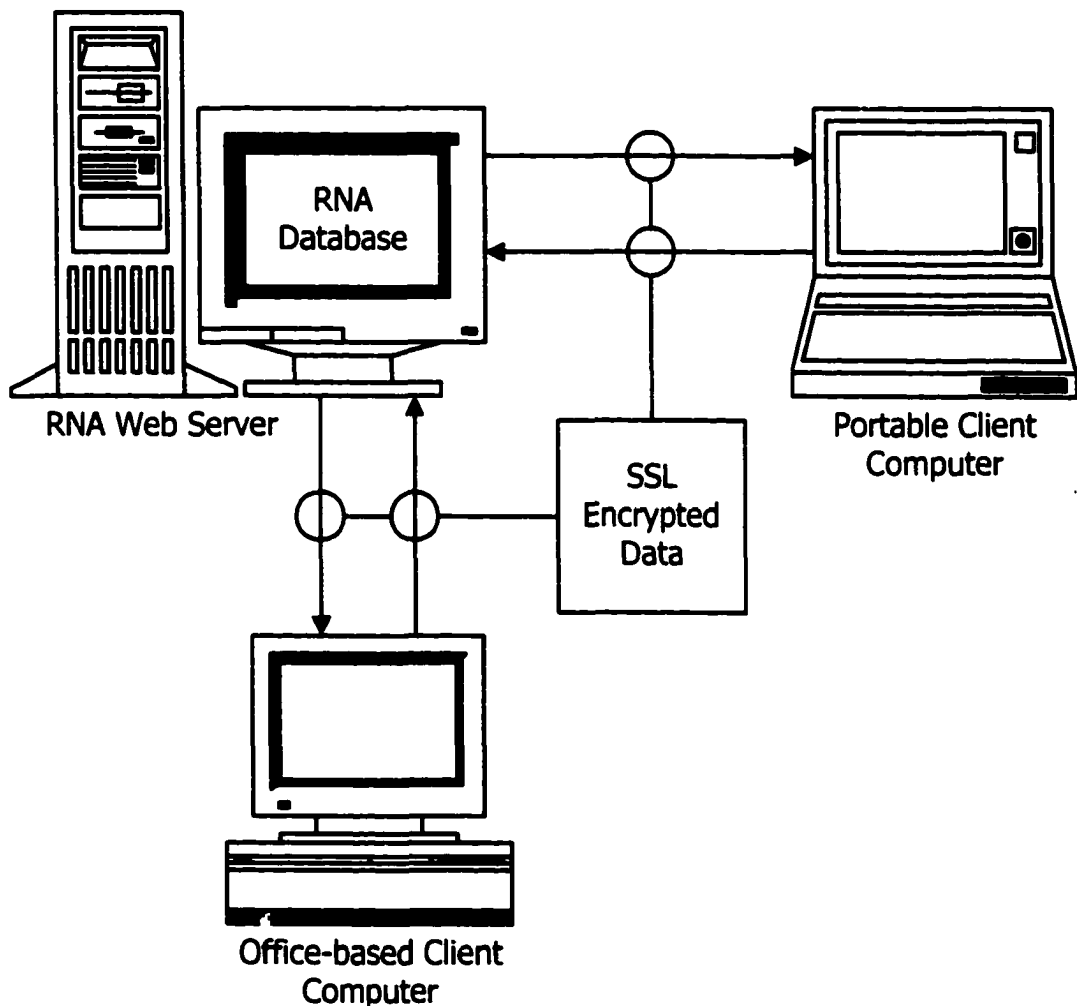 RNA
Database
RNA Web Server
Portable Client
Computer
SSL
Encrypted
Data
Office-based Client
Computer